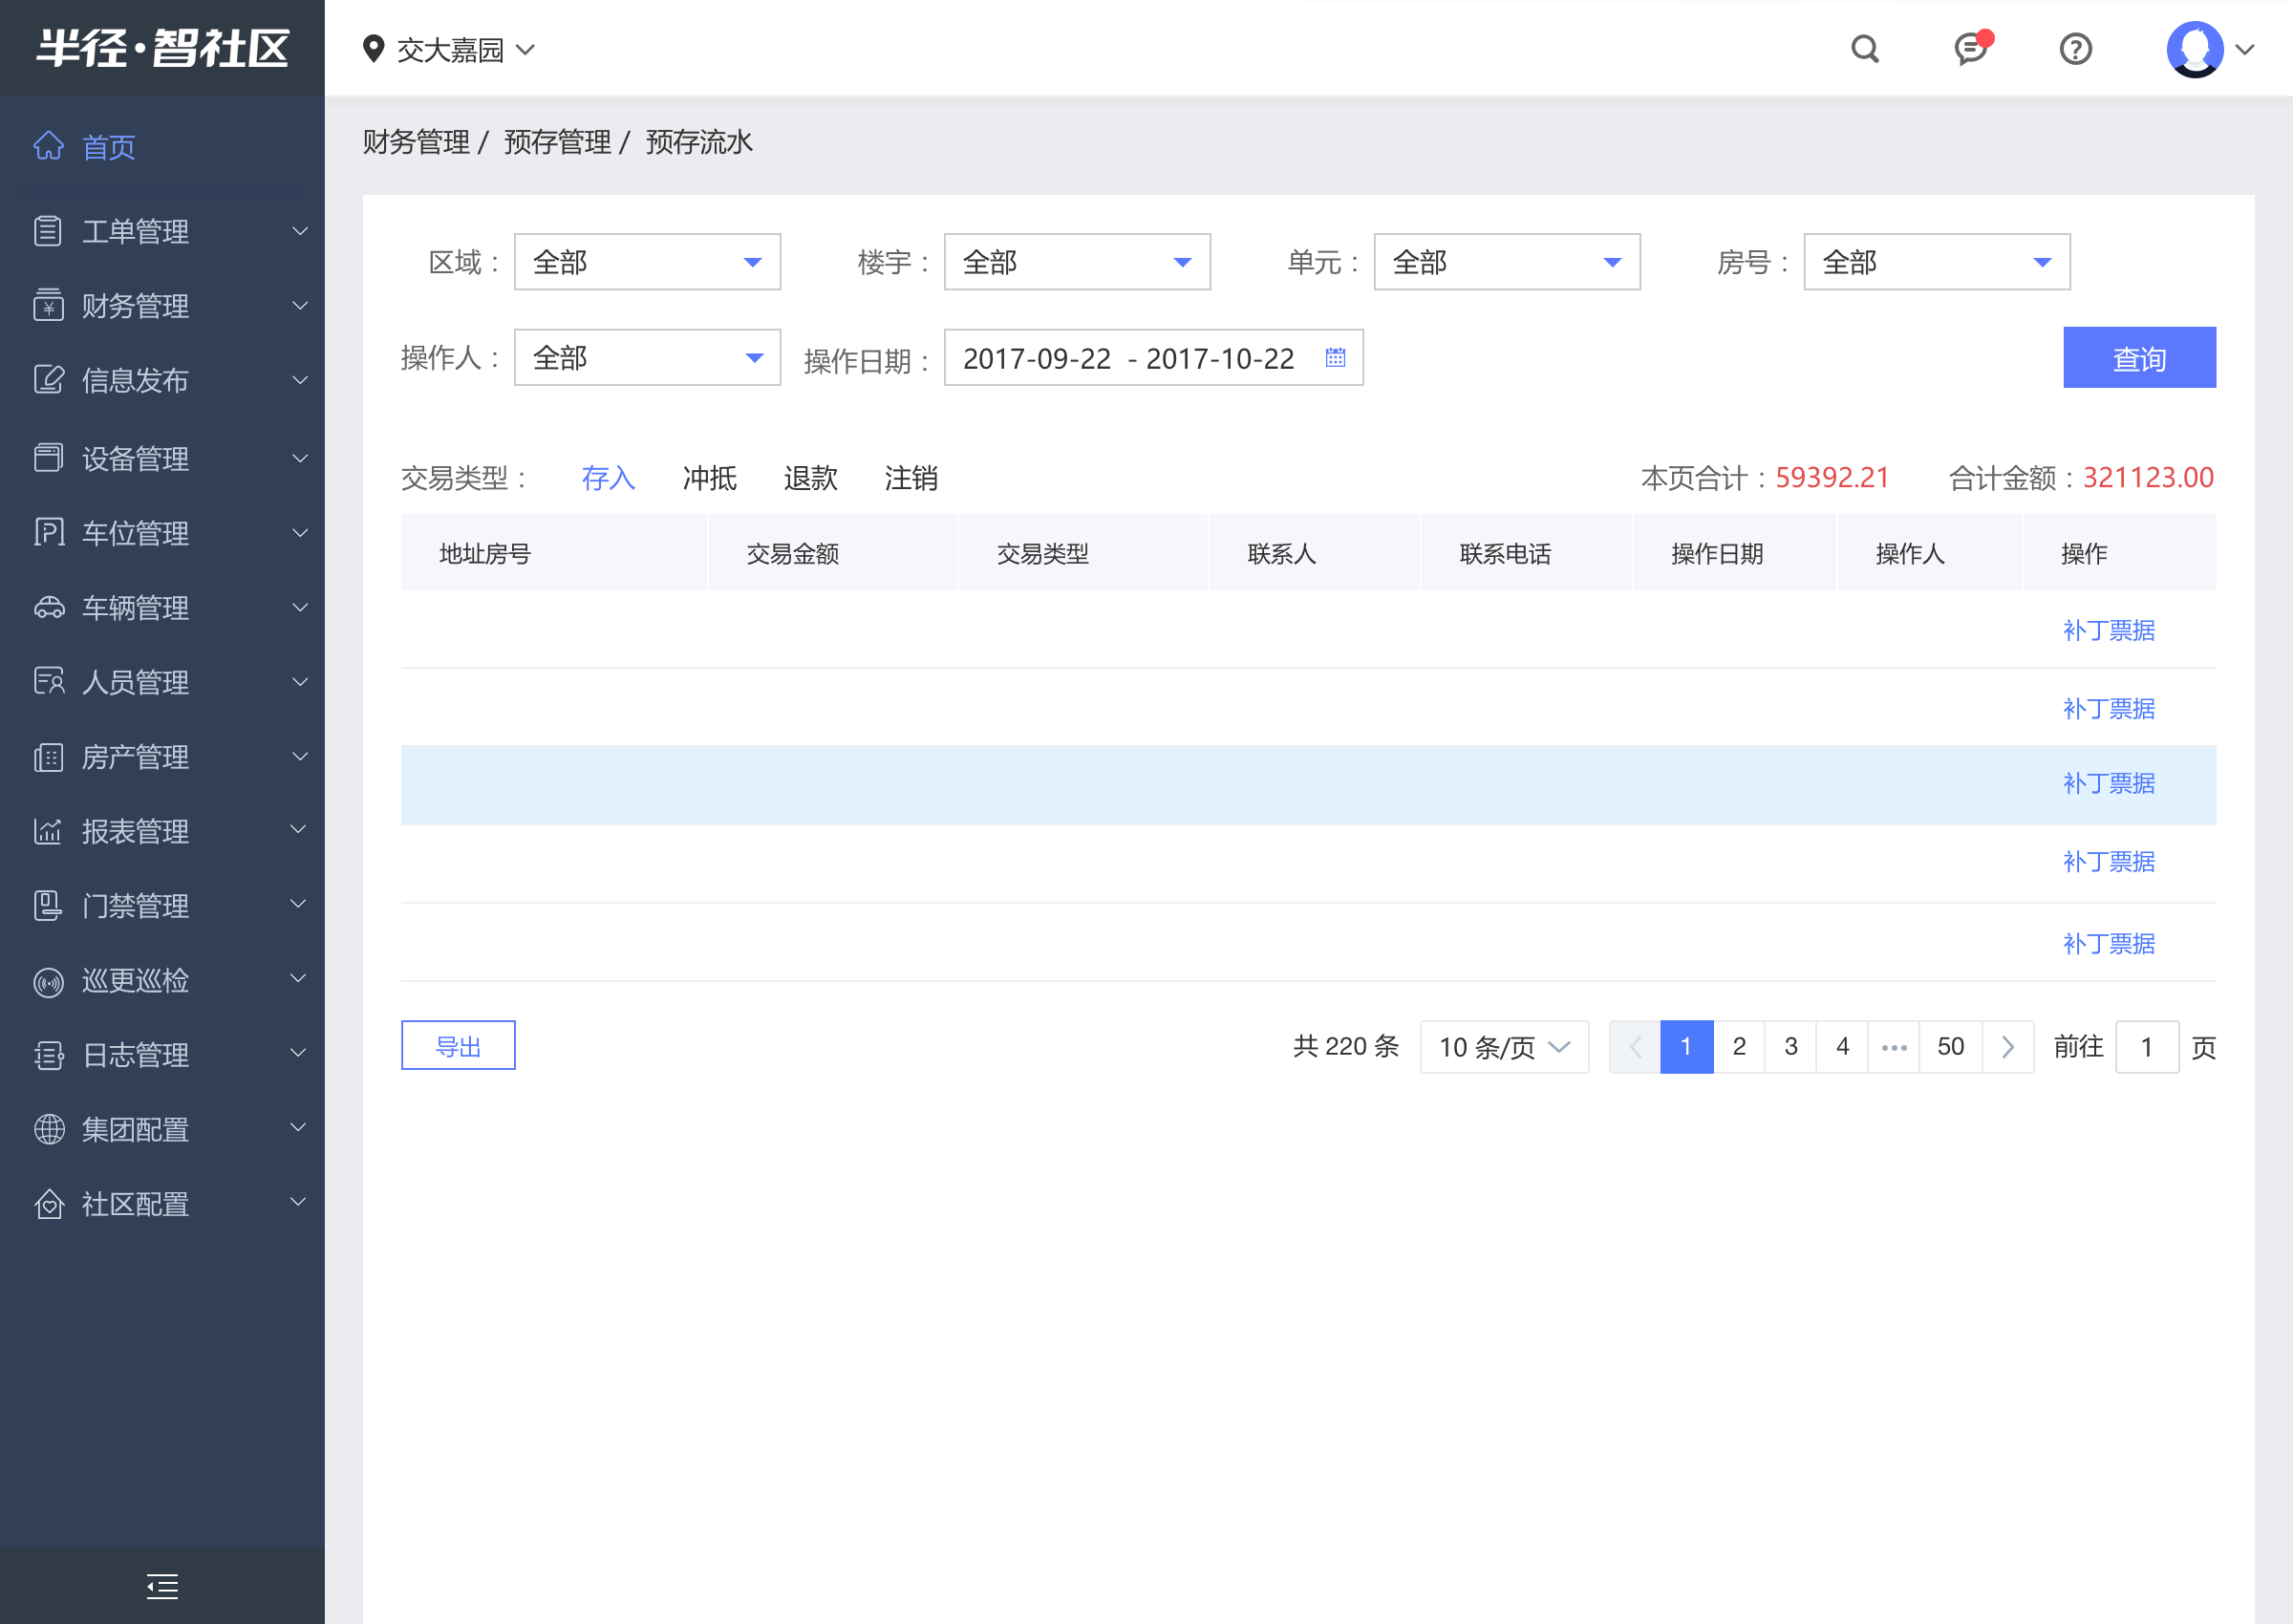 半径·智社区
交大嘉园
首页
工单管理
财务管理
信息发布
设备管理
车位管理
车辆管理
人员管理
房产管理
报表管理
门禁管理
巡更巡检
日志管理
集团配置
社区配置
财务管理 / 预存管理 / 预存流水
区域： 全部 楼宇： 全部 单元： 全部 房号： 全部
操作人： 全部 操作日期： 2017-09-22 - 2017-10-22 查询
交易类型： 存入 冲抵 退款 注销 本页合计：59392.21 合计金额：321123.00
地址房号 交易金额 交易类型 联系人 联系电话 操作日期 操作人 操作
补丁票据
补丁票据
补丁票据
补丁票据
补丁票据
导出 共 220 条 10 条/页 1 2 3 4 ••• 50 前往 1 页